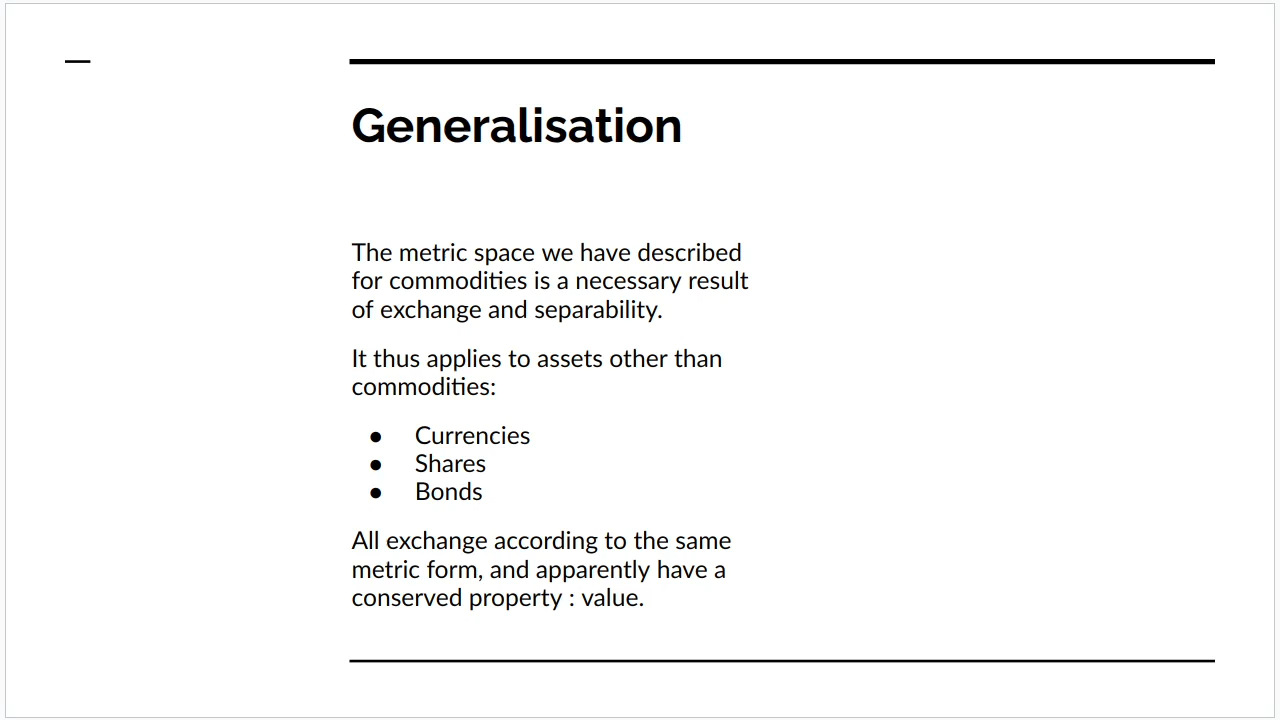 Generalisation
The metric space we have described
for commodities is a necessary result
of exchange and separability.
It thus applies to assets other than
commodities:
● Currencies
● Shares
● Bonds
All exchange according to the same
metric form, and apparently have a
conserved property : value.